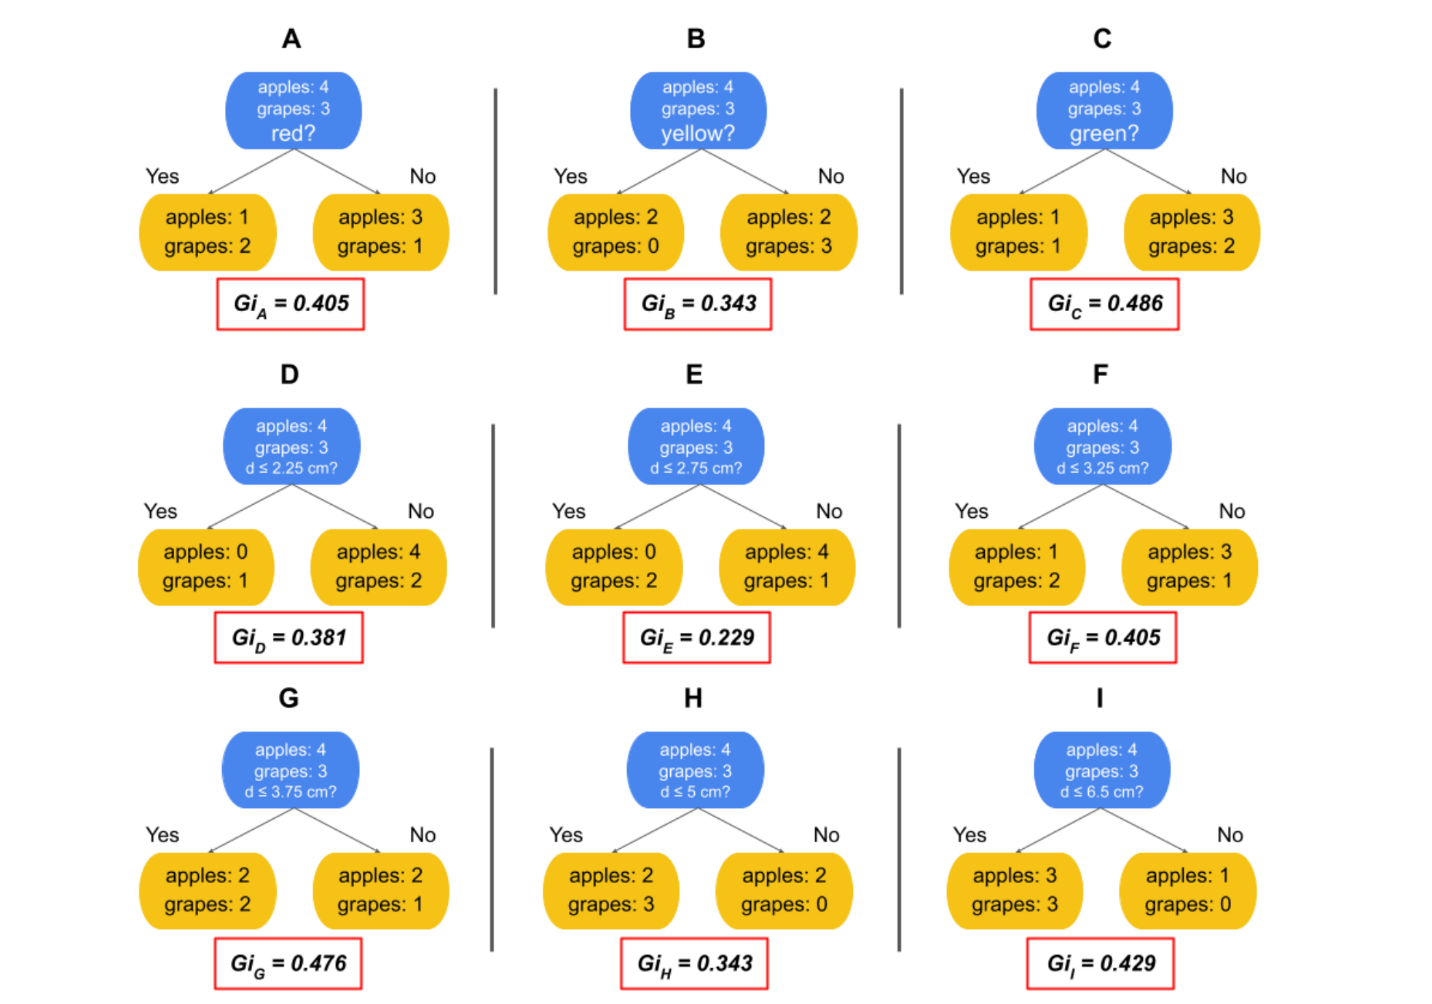 A
apples: 4
grapes: 3
red?
Yes
No
apples: 1
grapes: 2
apples: 3
grapes: 1
GiA = 0.405
B
apples: 4
grapes: 3
yellow?
Yes
No
apples: 2
grapes: 0
apples: 2
grapes: 3
GiB = 0.343
C
apples: 4
grapes: 3
green?
Yes
No
apples: 1
grapes: 1
apples: 3
grapes: 2
GiC = 0.486
D
apples: 4
grapes: 3
d ≤ 2.25 cm?
Yes
No
apples: 0
grapes: 1
apples: 4
grapes: 2
GiD = 0.381
E
apples: 4
grapes: 3
d ≤ 2.75 cm?
Yes
No
apples: 0
grapes: 2
apples: 4
grapes: 1
GiE = 0.229
F
apples: 4
grapes: 3
d ≤ 3.25 cm?
Yes
No
apples: 1
grapes: 2
apples: 3
grapes: 1
GiF = 0.405
G
apples: 4
grapes: 3
d ≤ 3.75 cm?
Yes
No
apples: 2
grapes: 2
apples: 2
grapes: 1
GiG = 0.476
H
apples: 4
grapes: 3
d ≤ 5 cm?
Yes
No
apples: 2
grapes: 3
apples: 2
grapes: 0
GiH = 0.343
I
apples: 4
grapes: 3
d ≤ 6.5 cm?
Yes
No
apples: 3
grapes: 3
apples: 1
grapes: 0
GiI = 0.429